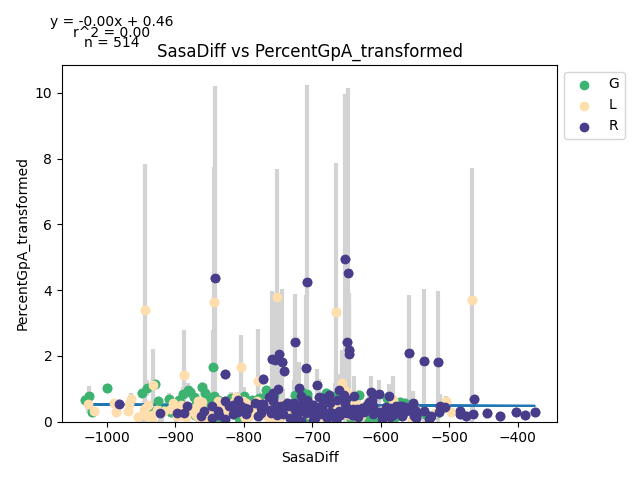 y = -0.00x + 0.46
r^2 = 0.00
n = 514
SasaDiff vs PercentGpA_transformed
G
L
R
PercentGpA_transformed
10
8
6
4
2
0
−1000 −900 −800 −700 −600 −500 −400
SasaDiff